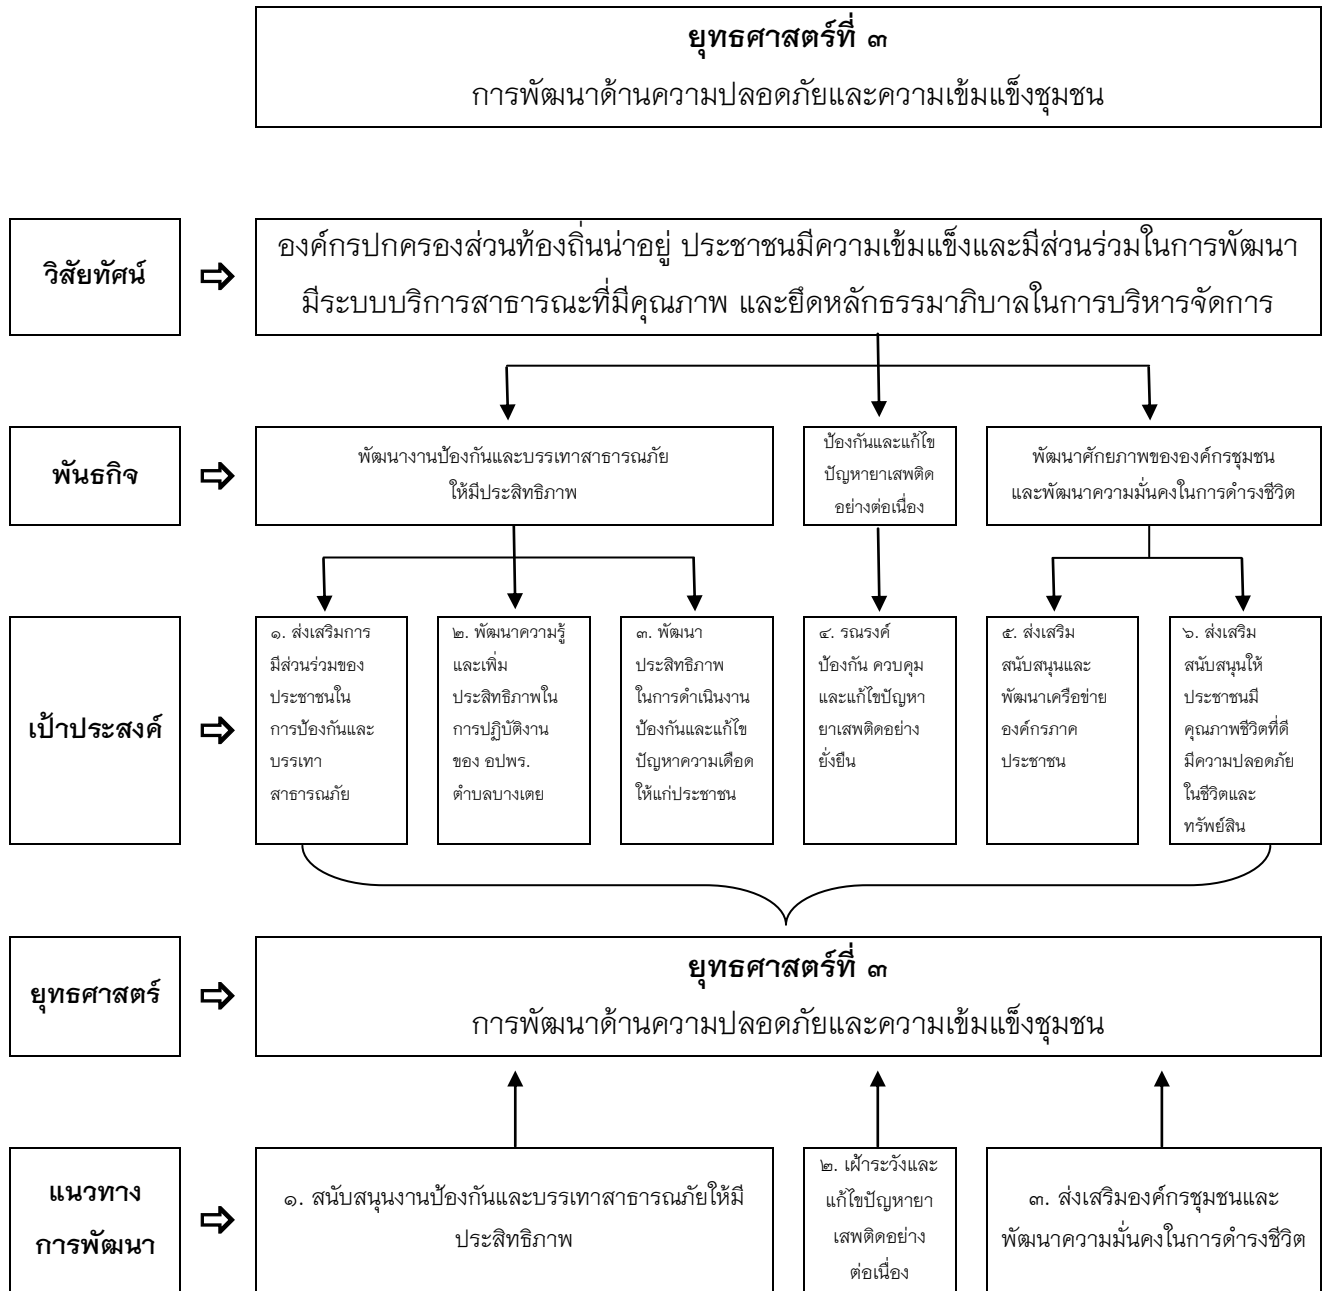 ยุทธศาสตร์ที่ ๓
การพัฒนาด้านความปลอดภัยและความเข้มแข็งชุมชน
วิสัยทัศน์
องค์กรปกครองส่วนท้องถิ่นน่าอยู่ ประชาชนมีความเข้มแข็งและมีส่วนร่วมในการพัฒนา
มีระบบบริการสาธารณะที่มีคุณภาพ และยึดหลักธรรมาภิบาลในการบริหารจัดการ
พันธกิจ
พัฒนางานป้องกันและบรรเทาสาธารณภัย
ให้มีประสิทธิภาพ
ป้องกันและแก้ไข
ปัญหายาเสพติด
อย่างต่อเนื่อง
พัฒนาศักยภาพขององค์กรชุมชน
และพัฒนาความมั่นคงในการดำรงชีวิต
เป้าประสงค์
๑. ส่งเสริมการ
มีส่วนร่วมของ
ประชาชนใน
การป้องกันและ
บรรเทา
สาธารณภัย
๒. พัฒนาความรู้
และเพิ่ม
ประสิทธิภาพใน
การปฏิบัติงาน
ของ อปพร.
ตำบลบางเตย
๓. พัฒนา
ประสิทธิภาพ
ในการดำเนินงาน
ป้องกันและแก้ไข
ปัญหาความเดือด
ให้แก่ประชาชน
๔. รณรงค์
ป้องกัน ควบคุม
และแก้ไขปัญหา
ยาเสพติดอย่าง
ยั่งยืน
๕. ส่งเสริม
สนับสนุนและ
พัฒนาเครือข่าย
องค์กรภาค
ประชาชน
๖. ส่งเสริม
สนับสนุนให้
ประชาชนมี
คุณภาพชีวิตที่ดี
มีความปลอดภัย
ในชีวิตและ
ทรัพย์สิน
ยุทธศาสตร์
ยุทธศาสตร์ที่ ๓
การพัฒนาด้านความปลอดภัยและความเข้มแข็งชุมชน
แนวทาง
การพัฒนา
๑. สนับสนุนงานป้องกันและบรรเทาสาธารณภัยให้มี
ประสิทธิภาพ
๒. เฝ้าระวังและ
แก้ไขปัญหายา
เสพติดอย่าง
ต่อเนื่อง
๓. ส่งเสริมองค์กรชุมชนและ
พัฒนาความมั่นคงในการดำรงชีวิต